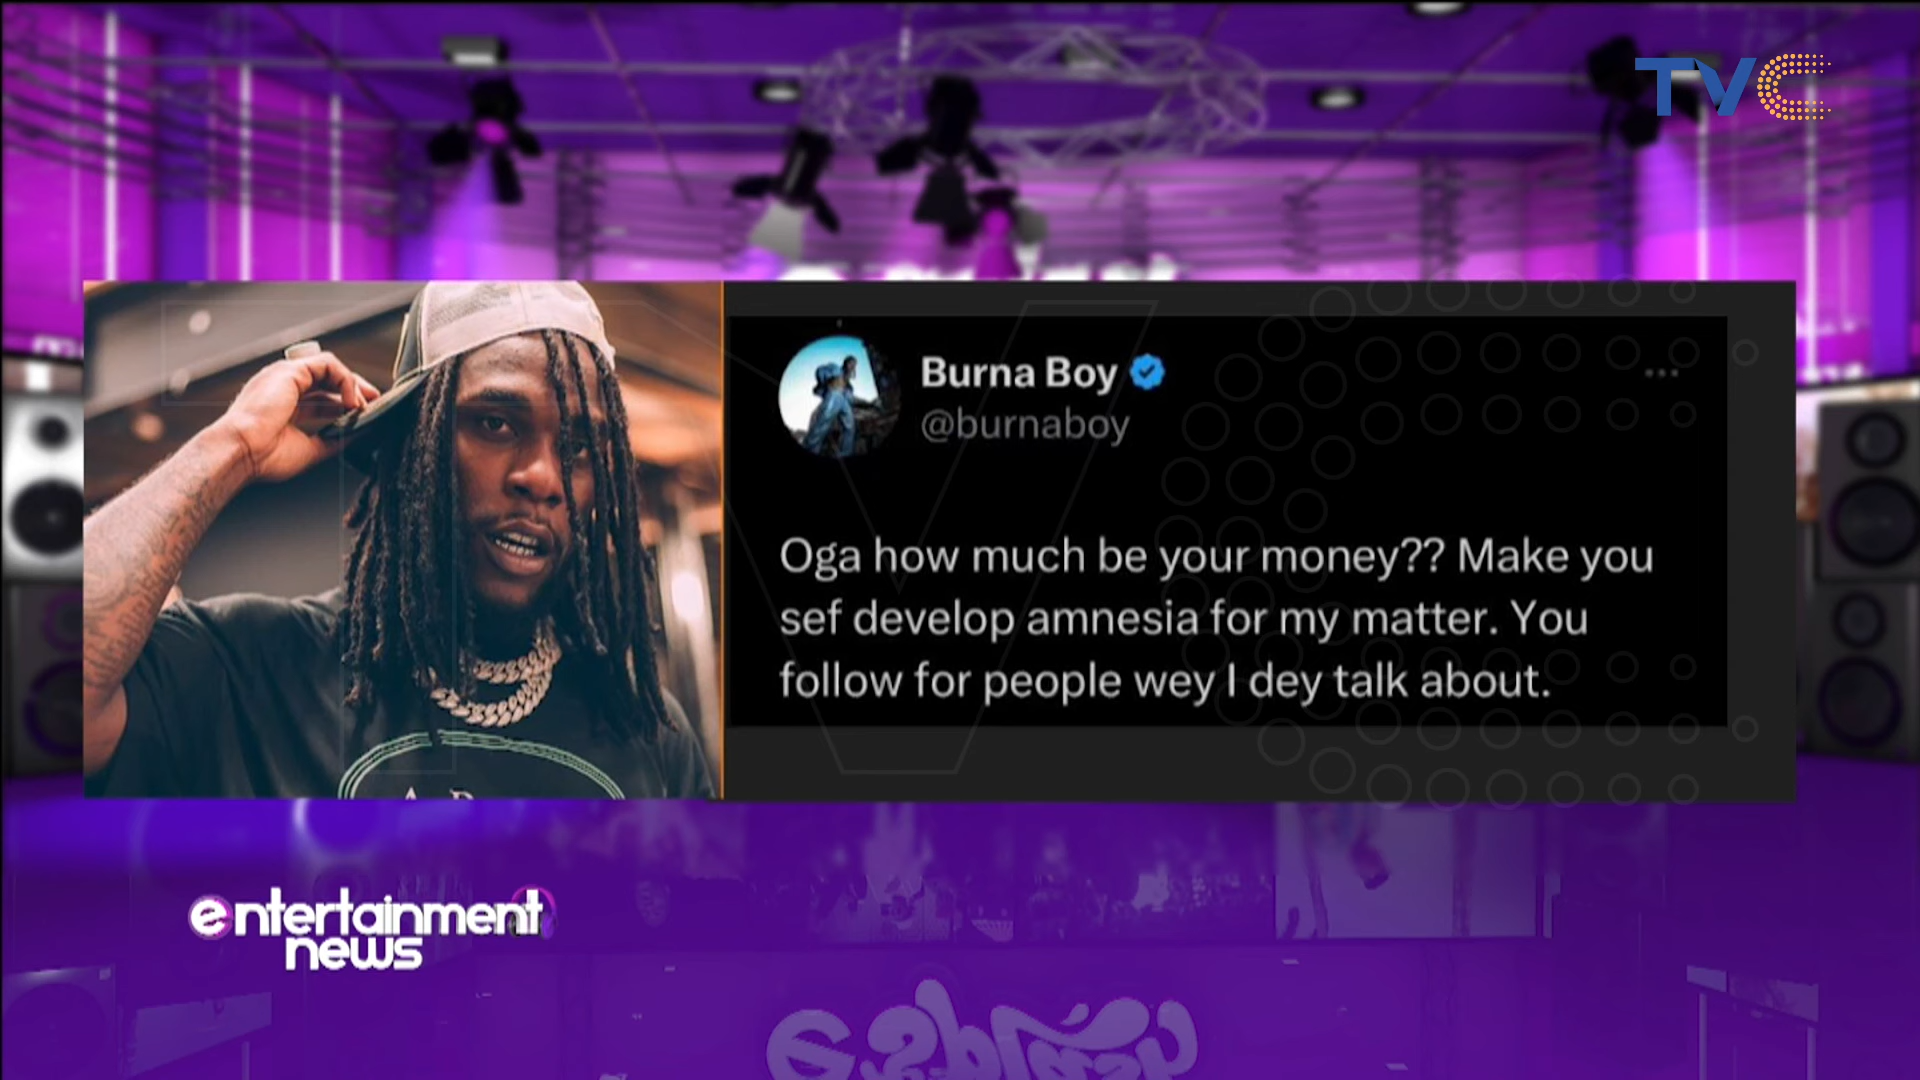 TVC
Burna Boy
@burnaboy
Oga how much be your money?? Make you
sef develop amnesia for my matter. You
follow for people wey I dey talk about.
entertainment
news